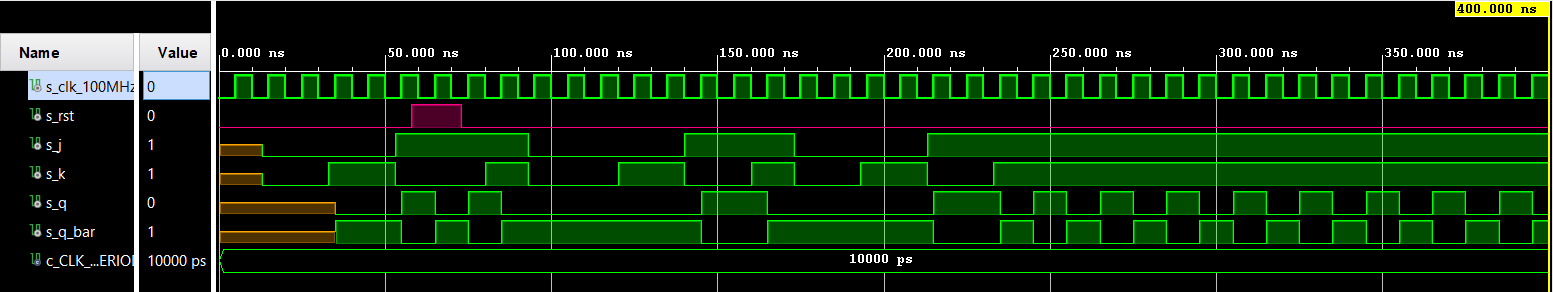 400.000 ns
Name Value
0.000 ns 50.000 ns 100.000 ns 150.000 ns 200.000 ns 250.000 ns 300.000 ns 350.000 ns
s_clk_100MHz 0
s_rst 0
s_j 1
s_k 1
s_q 0
s_q_bar 1
c_CLK_...ERIOD 10000 ps 10000 ps